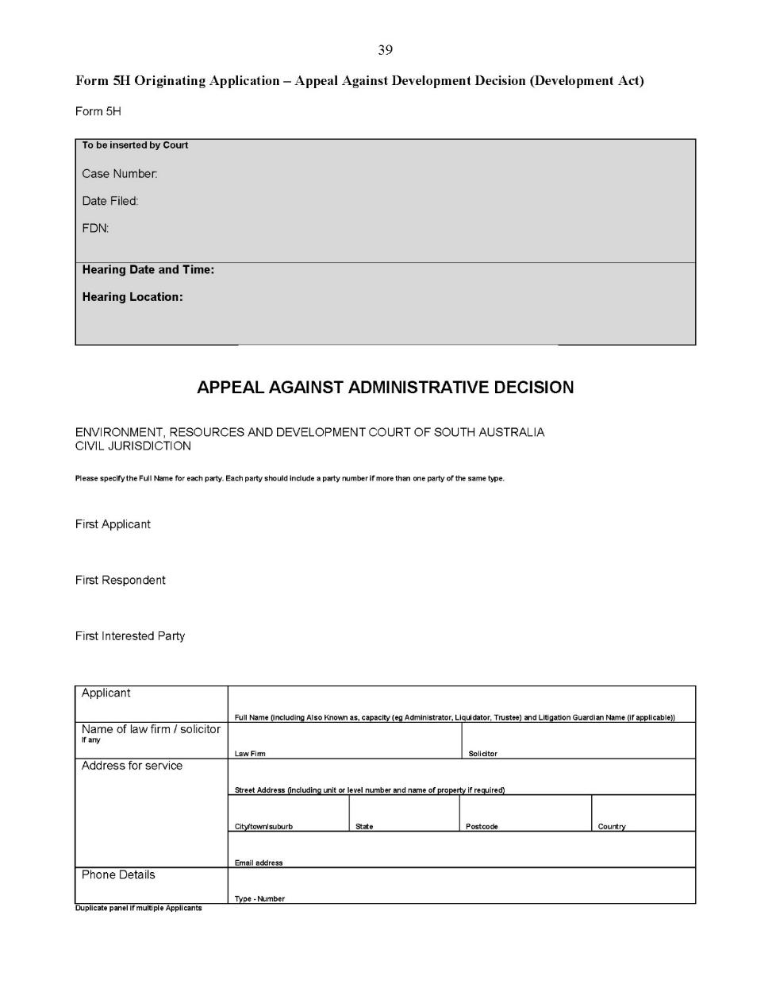 39
Form 5H Originating Application – Appeal Against Development Decision (Development Act)
Form 5H
To be inserted by Court
Case Number:
Date Filed:
FDN:
Hearing Date and Time:
Hearing Location:
APPEAL AGAINST ADMINISTRATIVE DECISION
ENVIRONMENT, RESOURCES AND DEVELOPMENT COURT OF SOUTH AUSTRALIA
CIVIL JURISDICTION
Please specify the Full Name for each party. Each party should include a party number if more than one party of the same type.
First Applicant
First Respondent
First Interested Party
Applicant
Full Name (including Also Known as, capacity (eg Administrator, Liquidator, Trustee) and Litigation Guardian Name (if applicable))
Name of law firm / solicitor
If any
Law Firm
Solicitor
Address for service
Street Address (including unit or level number and name of property if required)
City/town/suburb
State
Postcode
Country
Email address
Phone Details
Type - Number
Duplicate panel if multiple Applicants